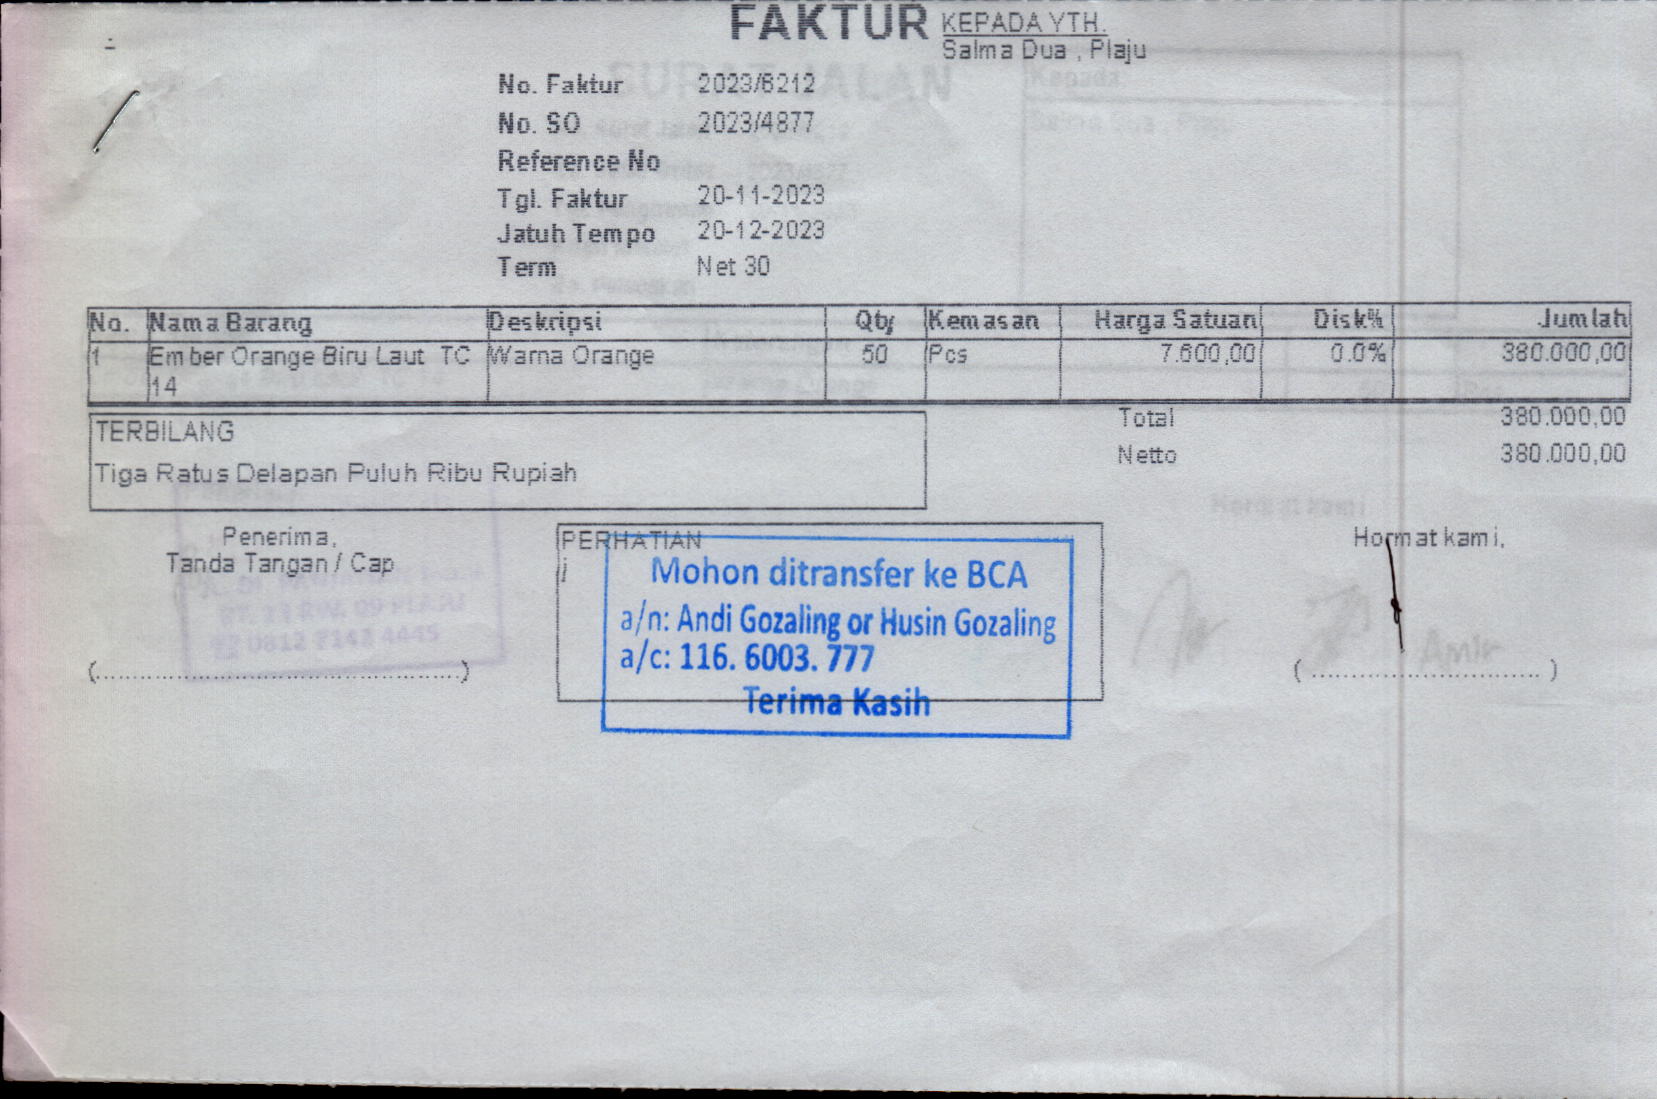 FAKTUR
KEPADA YTH.
Salma Dua , Plaju
No. Faktur 2023/6212
No. SO 2023/4877
Reference No
Tgl. Faktur 20-11-2023
Jatuh Tempo 20-12-2023
Term Net 30
No. Nama Barang Deskripsi Qty Kemasan Harga Satuan Disk% Jumlah
1 Ember Orange Biru Laut TC Warna Orange 50 Pcs 7.600,00 0.0% 380.000,00
14
Total 380.000,00
TERBILANG
Netto 380.000,00
Tiga Ratus Delapan Puluh Ribu Rupiah
Penerima,
Tanda Tangan / Cap
(............................................)
PERHATIAN
Mohon ditransfer ke BCA
a/n: Andi Gozaling or Husin Gozaling
a/c: 116. 6003. 777
Terima Kasih
Hormat kami,
(............................)